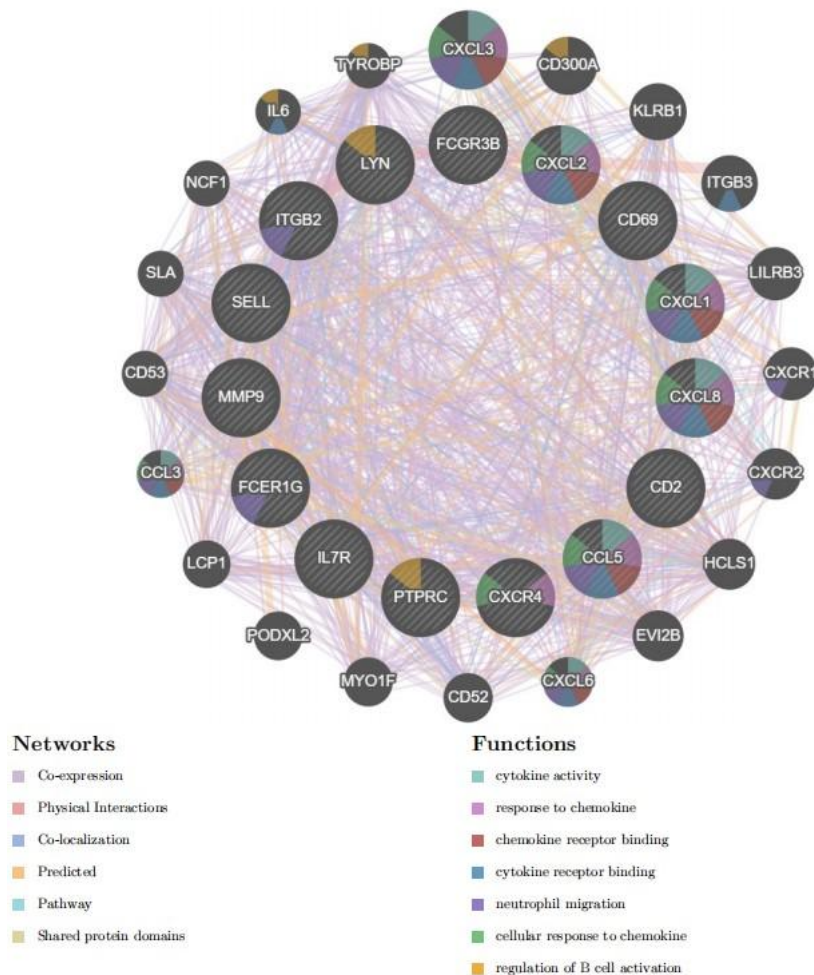 CXCL3
TYROBP
CD300A
IL6
KLRB1
FCGR3B
LYN
CXCL2
NCF1
ITGB3
ITGB2
CD69
SLA
LILRB3
SELL
CXCL1
CD53
CXCR1
MMP9
CXCL8
CCL3
CXCR2
FCER1G
CD2
LCP1
IL7R
CCL5
HCLS1
PTPRC
CXCR4
PODXL2
EVI2B
MYO1F
CXCL6
CD52
Networks
Co-expression
Physical Interactions
Co-localization
Predicted
Pathway
Shared protein domains
Functions
cytokine activity
response to chemokine
chemokine receptor binding
cytokine receptor binding
neutrophil migration
cellular response to chemokine
regulation of B cell activation